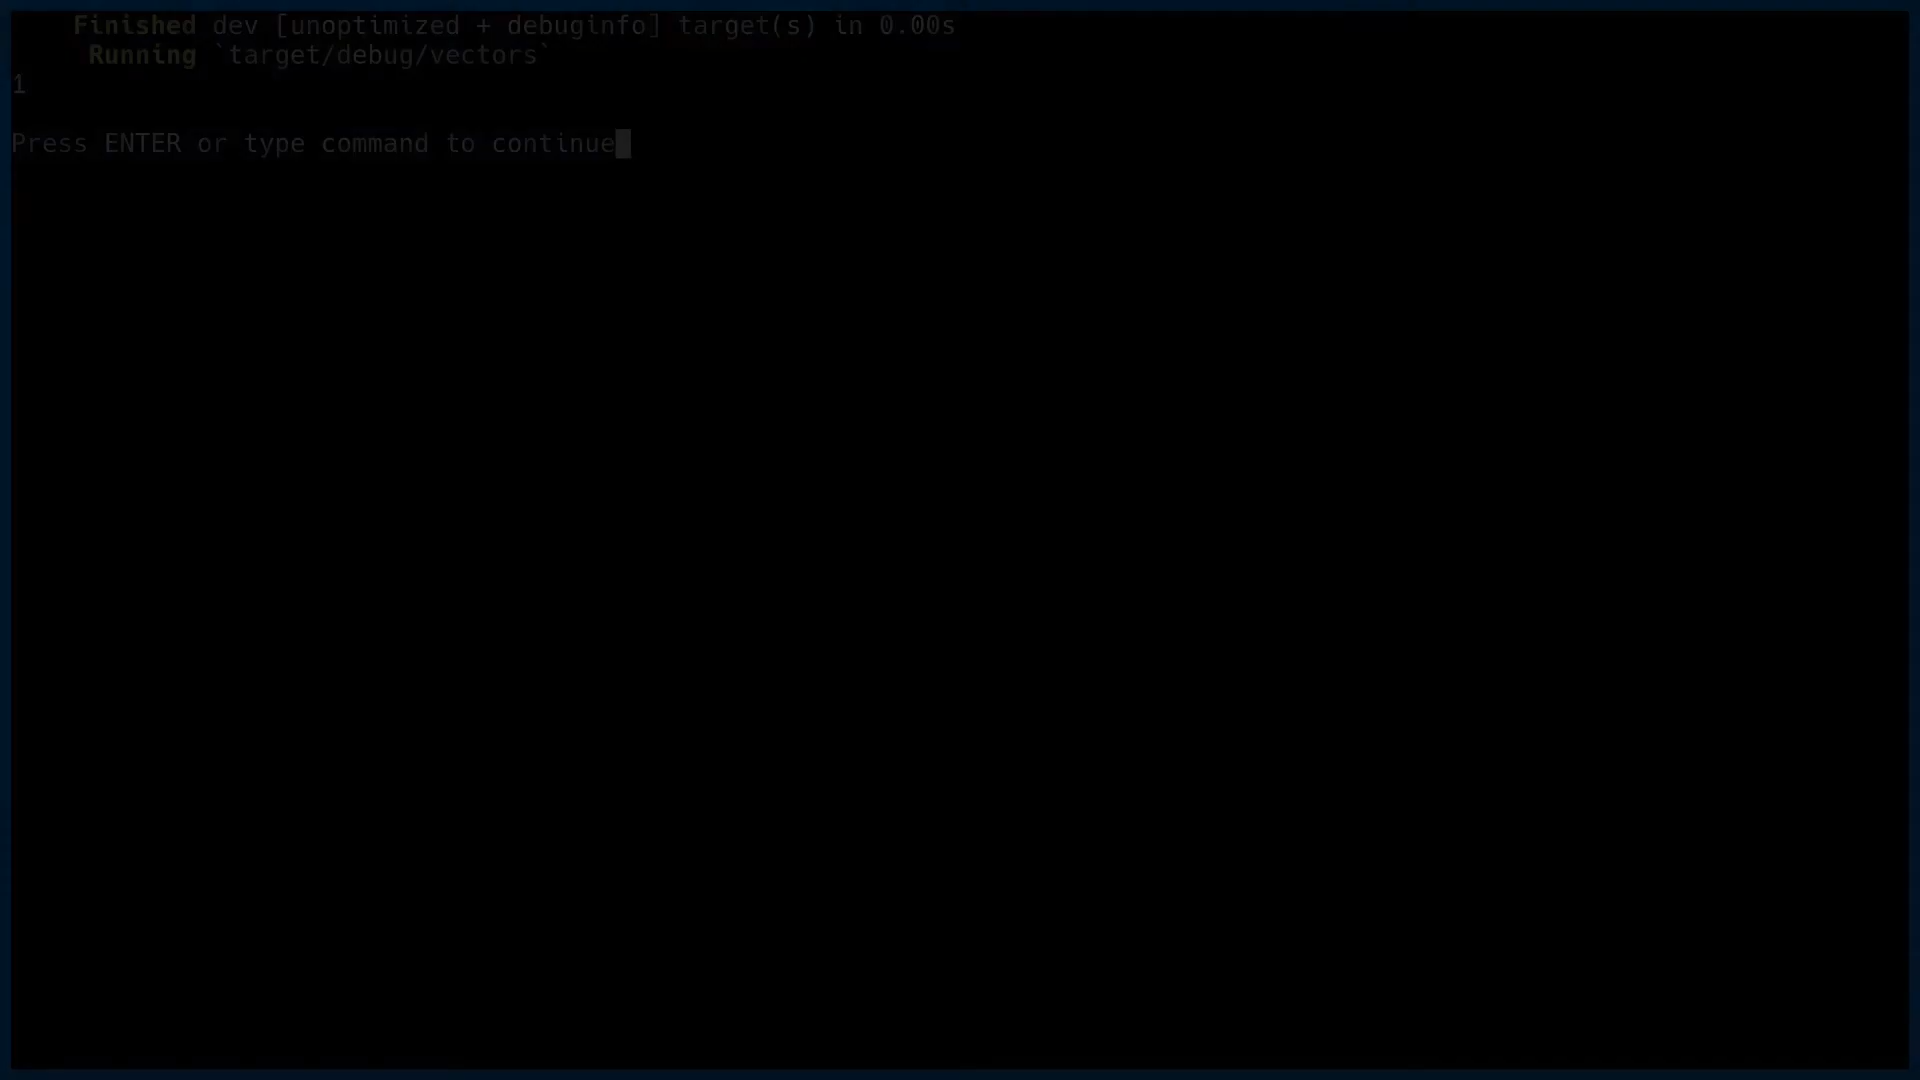 Finished dev [unoptimized + debuginfo] target(s) in 0.00s
Running `target/debug/vectors`
1
Press ENTER or type command to continue